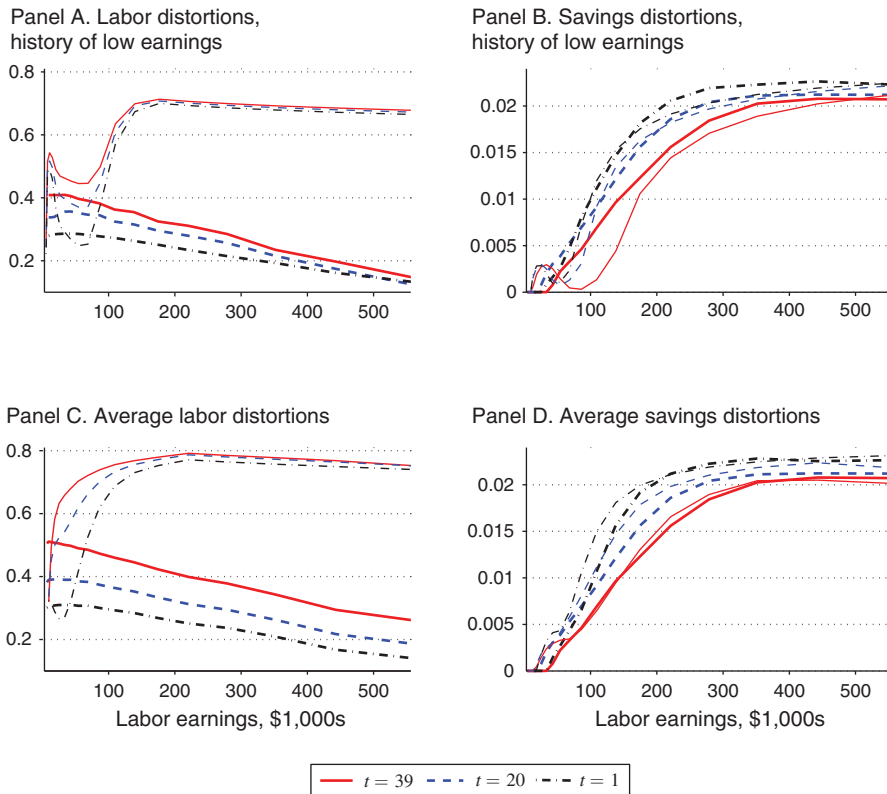 Panel A. Labor distortions,
history of low earnings
0.8
0.6
0.4
0.2
100 200 300 400 500
Panel B. Savings distortions,
history of low earnings
0.02
0.015
0.01
0.005
0
100 200 300 400 500
Panel C. Average labor distortions
0.8
0.6
0.4
0.2
100 200 300 400 500
Labor earnings, $1,000s
Panel D. Average savings distortions
0.02
0.015
0.01
0.005
0
100 200 300 400 500
Labor earnings, $1,000s
t = 39 t = 20 t = 1